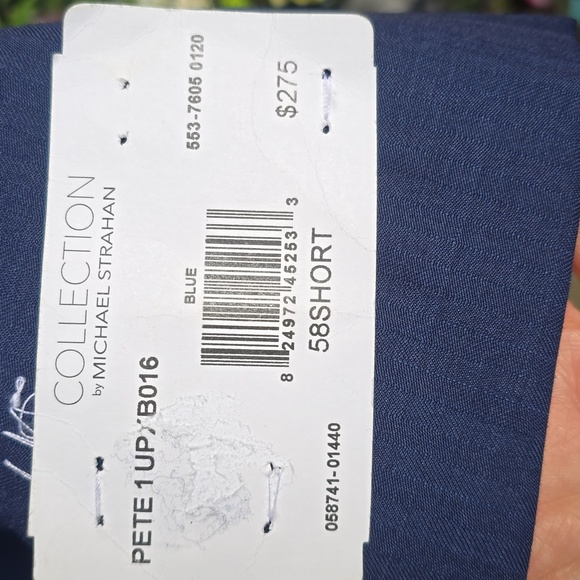 COLLECTION
by MICHAEL STRAHAN
PETE 1 UP B016
BLUE
553-7605 0120
8 24972 45253 3
$275
58SHORT
058741-01440